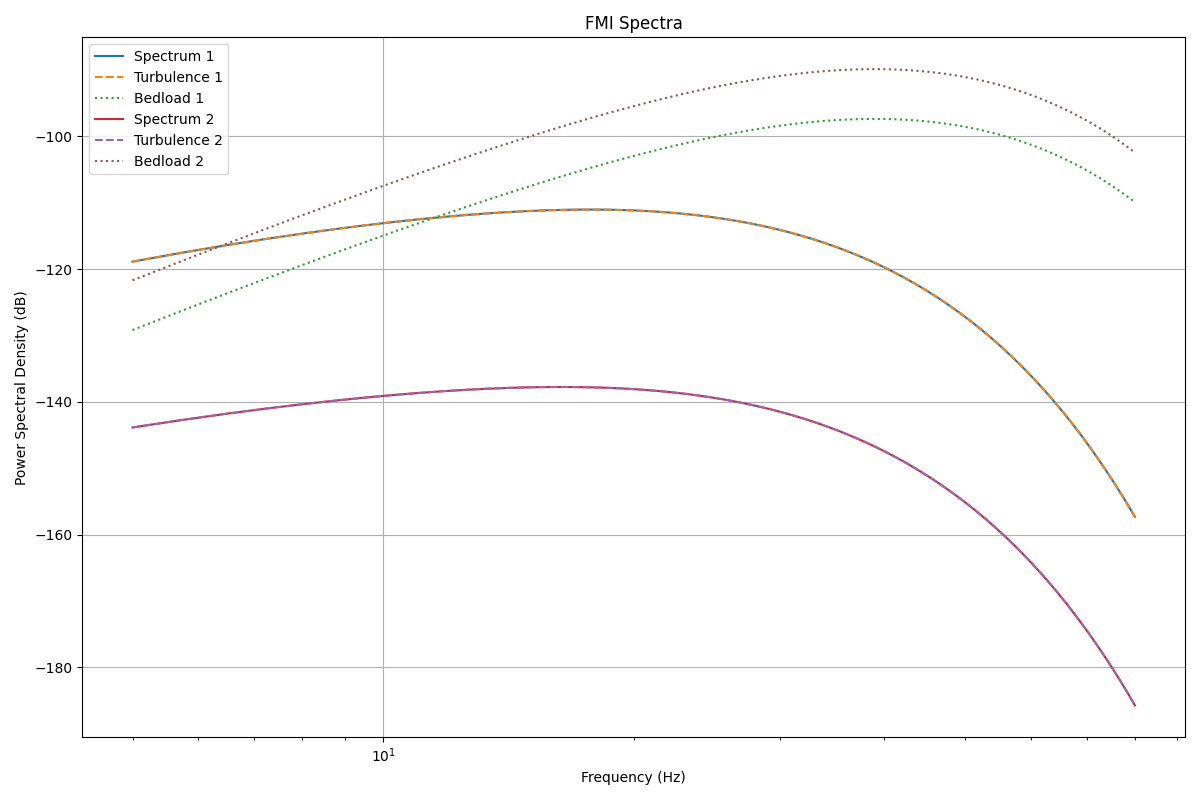 FMI Spectra
Spectrum 1
Turbulence 1
Bedload 1
Spectrum 2
Turbulence 2
Bedload 2
Power Spectral Density (dB)
−100
−120
−140
−160
−180
10¹
Frequency (Hz)